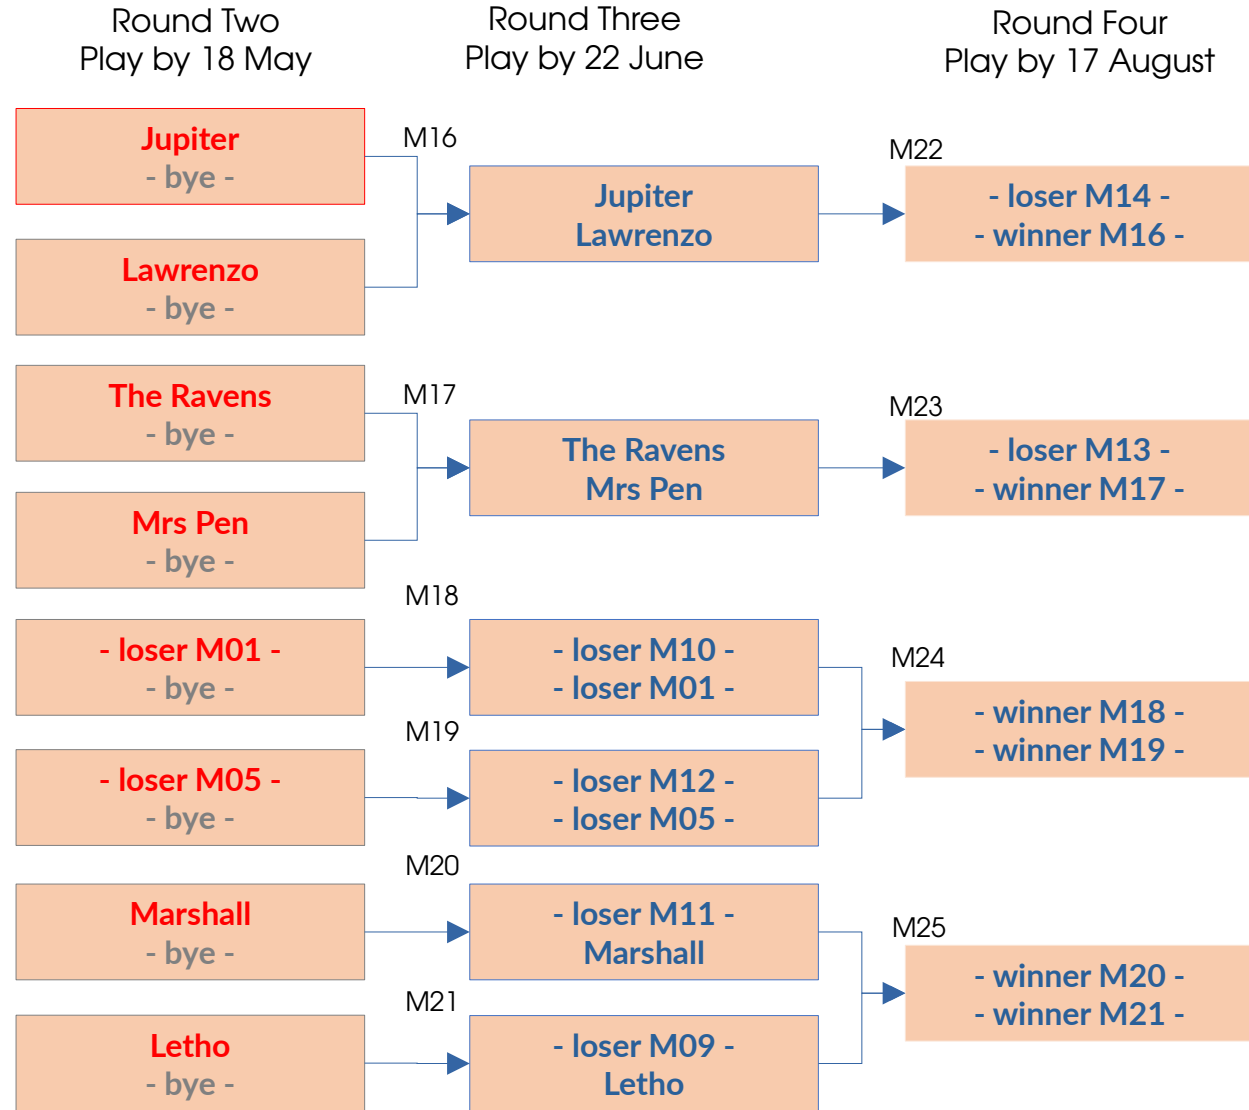 Round Two
Play by 18 May
Round Three
Play by 22 June
Round Four
Play by 17 August
Jupiter
- bye -
Lawrenzo
- bye -
M16
Jupiter
Lawrenzo
M22
- loser M14 -
- winner M16 -
The Ravens
- bye -
Mrs Pen
- bye -
M17
The Ravens
Mrs Pen
M23
- loser M13 -
- winner M17 -
- loser M01 -
- bye -
M18
- loser M10 -
- loser M01 -
- loser M05 -
- bye -
M19
- loser M12 -
- loser M05 -
M24
- winner M18 -
- winner M19 -
Marshall
- bye -
M20
- loser M11 -
Marshall
Letho
- bye -
M21
- loser M09 -
Letho
M25
- winner M20 -
- winner M21 -